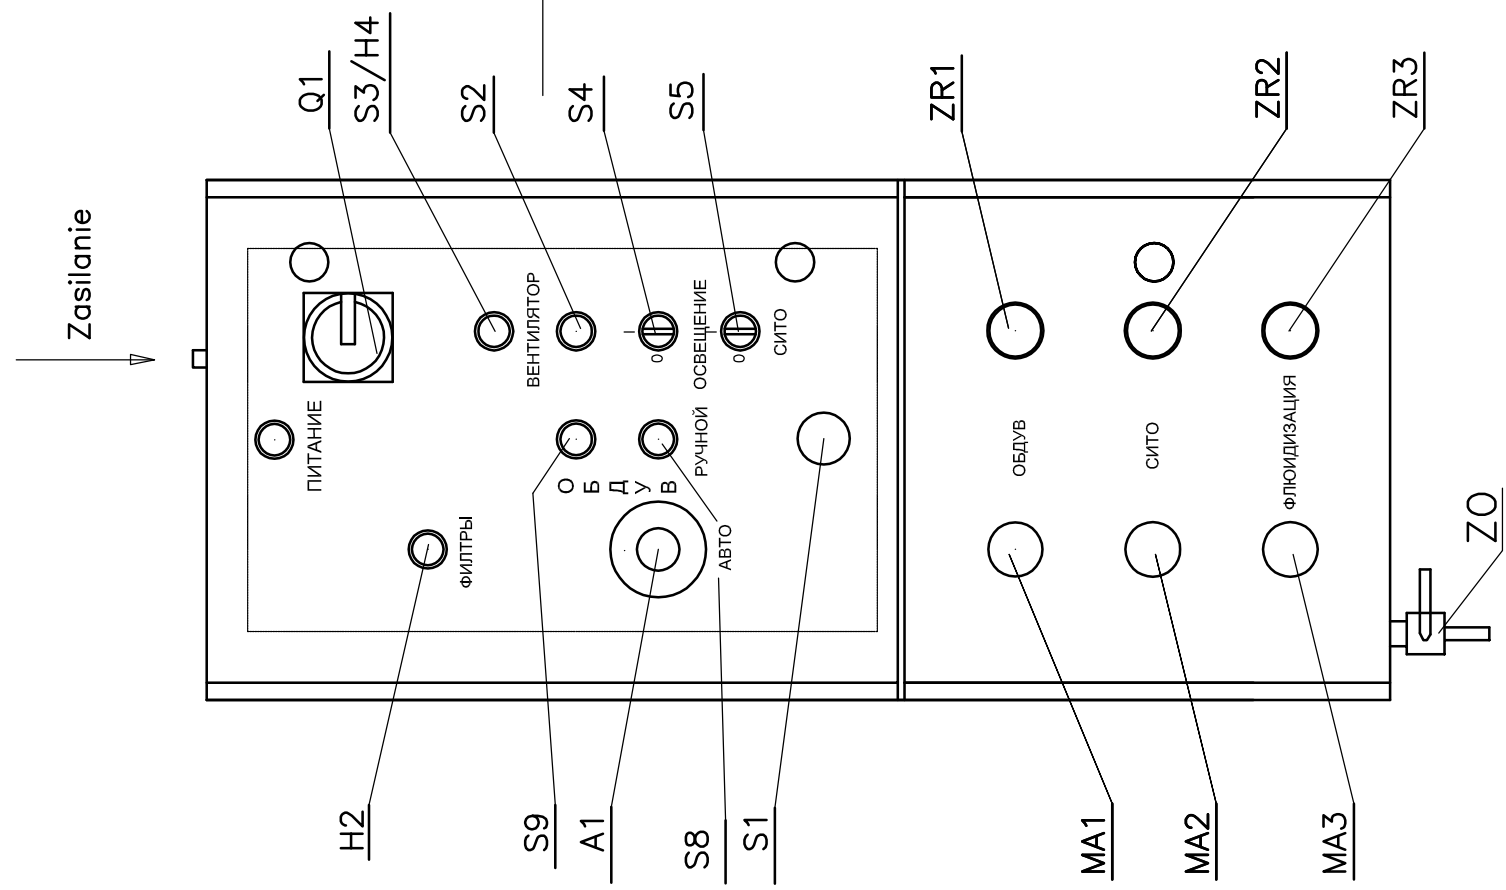 Zasilanie
Q1
S3/H4
S2
S4
S5
ZR1
ZR2
ZR3
ПИТАНИЕ
ВЕНТИЛЯТОР
0
I
ОСВЕЩЕНИЕ
0
I
СИТО
РУЧНОЙ
ОБДУВ
АВТО
ФИЛТРЫ
ОБДУВ
СИТО
ФЛЮИДИЗАЦИЯ
ZO
H2
S9
A1
S8
S1
MA1
MA2
MA3